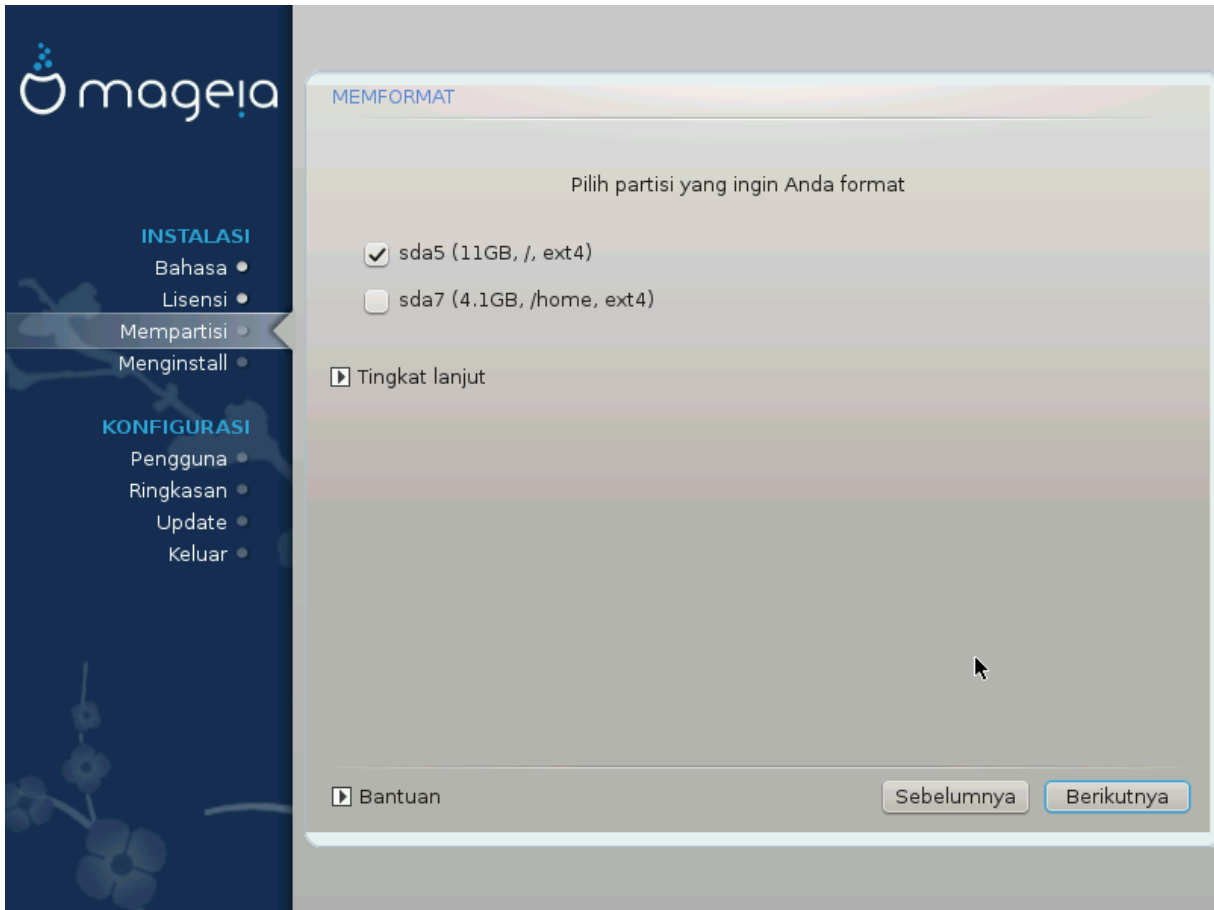 mageia
INSTALASI
Bahasa
Lisensi
Mempartisi
Menginstall
KONFIGURASI
Pengguna
Ringkasan
Update
Keluar
MEMFORMAT
Pilih partisi yang ingin Anda format
sda5 (11GB, /, ext4)
sda7 (4.1GB, /home, ext4)
Tingkat lanjut
Bantuan
Sebelumnya
Berikutnya